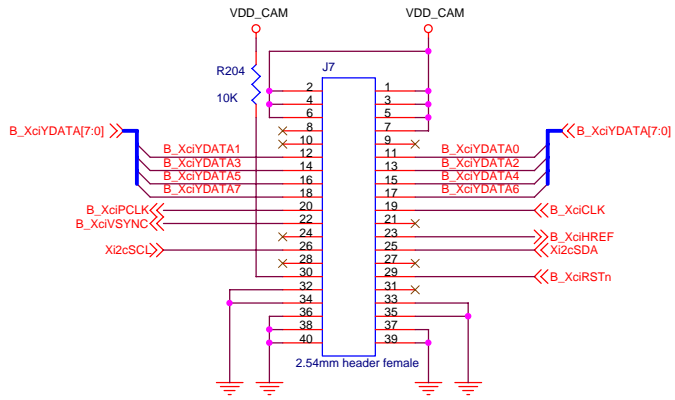 VDD_CAM VDD_CAM
J7
R204
10K
2 1
4 3
6 5
B_XciYDATA[7:0] 8 7 B_XciYDATA[7:0]
10 9
B_XciYDATA1 12 11 B_XciYDATA0
B_XciYDATA3 14 13 B_XciYDATA2
B_XciYDATA5 16 15 B_XciYDATA4
B_XciYDATA7 18 17 B_XciYDATA6
B_XciPCLK 20 19 B_XciCLK
B_XciVSYNC 22 21
24 23 B_XciHREF
Xi2cSCL 26 25 Xi2cSDA
28 27
30 29 B_XciRSTn
32 31
34 33
36 35
38 37
40 39
2.54mm header female